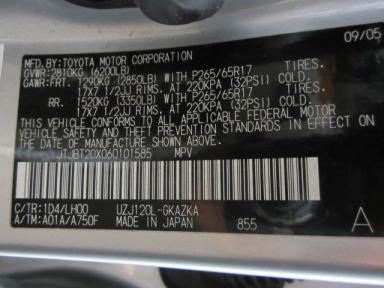 MFD.BY:TOYOTA MOTOR CORPORATION 09/05
GVWR:2810KG (6200LB)
GAWR:FRT. 1290KG (2850LB) WITH P265/65R17 TIRES.
17X7 1/2JJ RIMS, AT 220KPA (32PSI) COLD.
RR. 1520KG (3350LB) WITH P265/65R17 TIRES.
17X7 1/2JJ RIMS, AT 220KPA (32PSI) COLD.
THIS VEHICLE CONFORMS TO ALL APPLICABLE FEDERAL MOTOR
VEHICLE SAFETY STANDARDS IN EFFECT ON
THE DATE OF MANUFACTURE SHOWN ABOVE.
JTJBT20X060101585 MPV
C/TR:1D4/LH00 UZJ120L-GKAZKA
A/TM:A01A/A750F MADE IN JAPAN 855 A